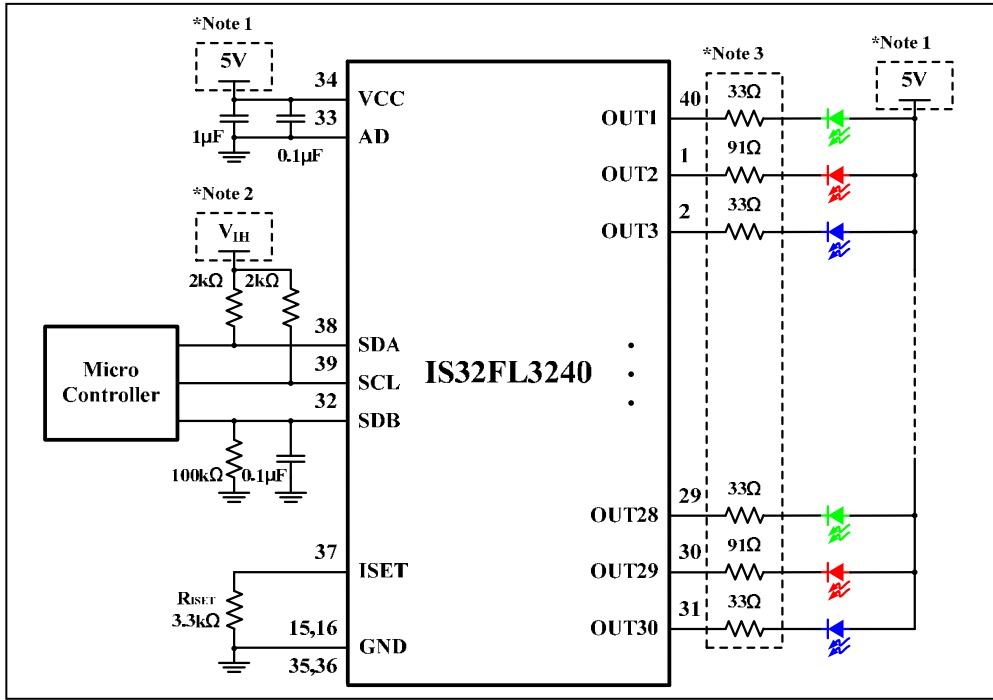 *Note 1
5V
34
VCC
33
AD
1μF
0.1μF
*Note 2
VIH
2kΩ
2kΩ
Micro
Controller
38
SDA
39
SCL
32
SDB
100kΩ
0.1μF
37
ISET
RISET
3.3kΩ
15,16
GND
35,36
IS32FL3240
*Note 3
*Note 1
5V
OUT1
40
33Ω
OUT2
1
91Ω
OUT3
2
33Ω
OUT28
29
33Ω
OUT29
30
91Ω
OUT30
31
33Ω